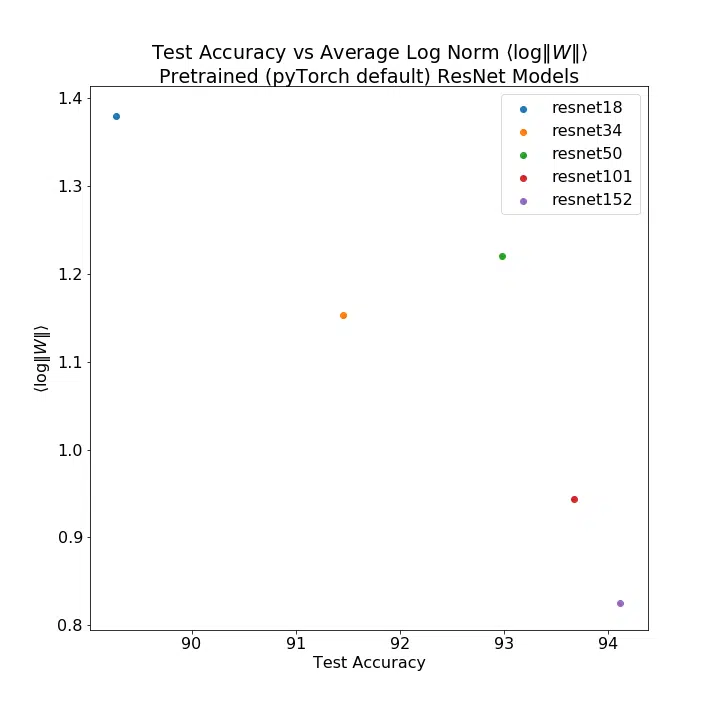 Test Accuracy vs Average Log Norm ⟨log‖W‖⟩
Pretrained (pyTorch default) ResNet Models
resnet18
resnet34
resnet50
resnet101
resnet152
⟨log‖W‖⟩
1.4
1.3
1.2
1.1
1.0
0.9
0.8
90 91 92 93 94
Test Accuracy